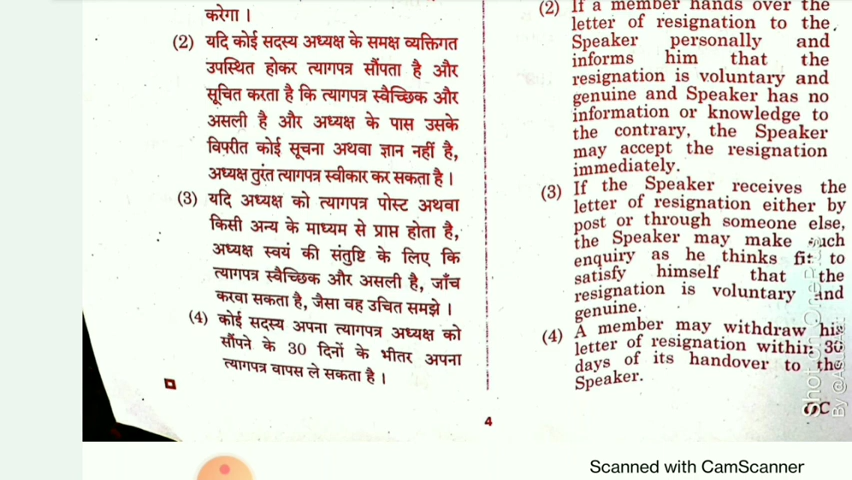 करेगा ।
(2) यदि कोई सदस्य अध्यक्ष के समक्ष व्यक्तिगत
उपस्थित होकर त्यागपत्र सौंपता है और
सूचित करता है कि त्यागपत्र स्वैच्छिक और
असली है और अध्यक्ष के पास उसके
विपरीत कोई सूचना अथवा ज्ञान नहीं है,
अध्यक्ष तुरंत त्यागपत्र स्वीकार कर सकता है ।
(3) यदि अध्यक्ष को त्यागपत्र पोस्ट अथवा
किसी अन्य के माध्यम से प्राप्त होता है,
अध्यक्ष स्वयं की संतुष्टि के लिए कि
त्यागपत्र स्वैच्छिक और असली है, जाँच
करवा सकता है, जैसा वह उचित समझे ।
(4) कोई सदस्य अपना त्यागपत्र अध्यक्ष को
सौंपने के 30 दिनों के भीतर अपना
त्यागपत्र वापस ले सकता है ।
(2) If a member hands over the
letter of resignation to the
Speaker personally and
informs him that the
resignation is voluntary and
genuine and Speaker has no
information or knowledge to
the contrary, the Speaker
may accept the resignation
immediately.
(3) If the Speaker receives the
letter of resignation either by
post or through someone else,
the Speaker may make such
enquiry as he thinks fit to
satisfy himself that the
resignation is voluntary and
genuine.
(4) A member may withdraw his
letter of resignation within 30
days of its handover to the
Speaker.
SC
4
Shot on OnePlus
Scanned with CamScanner